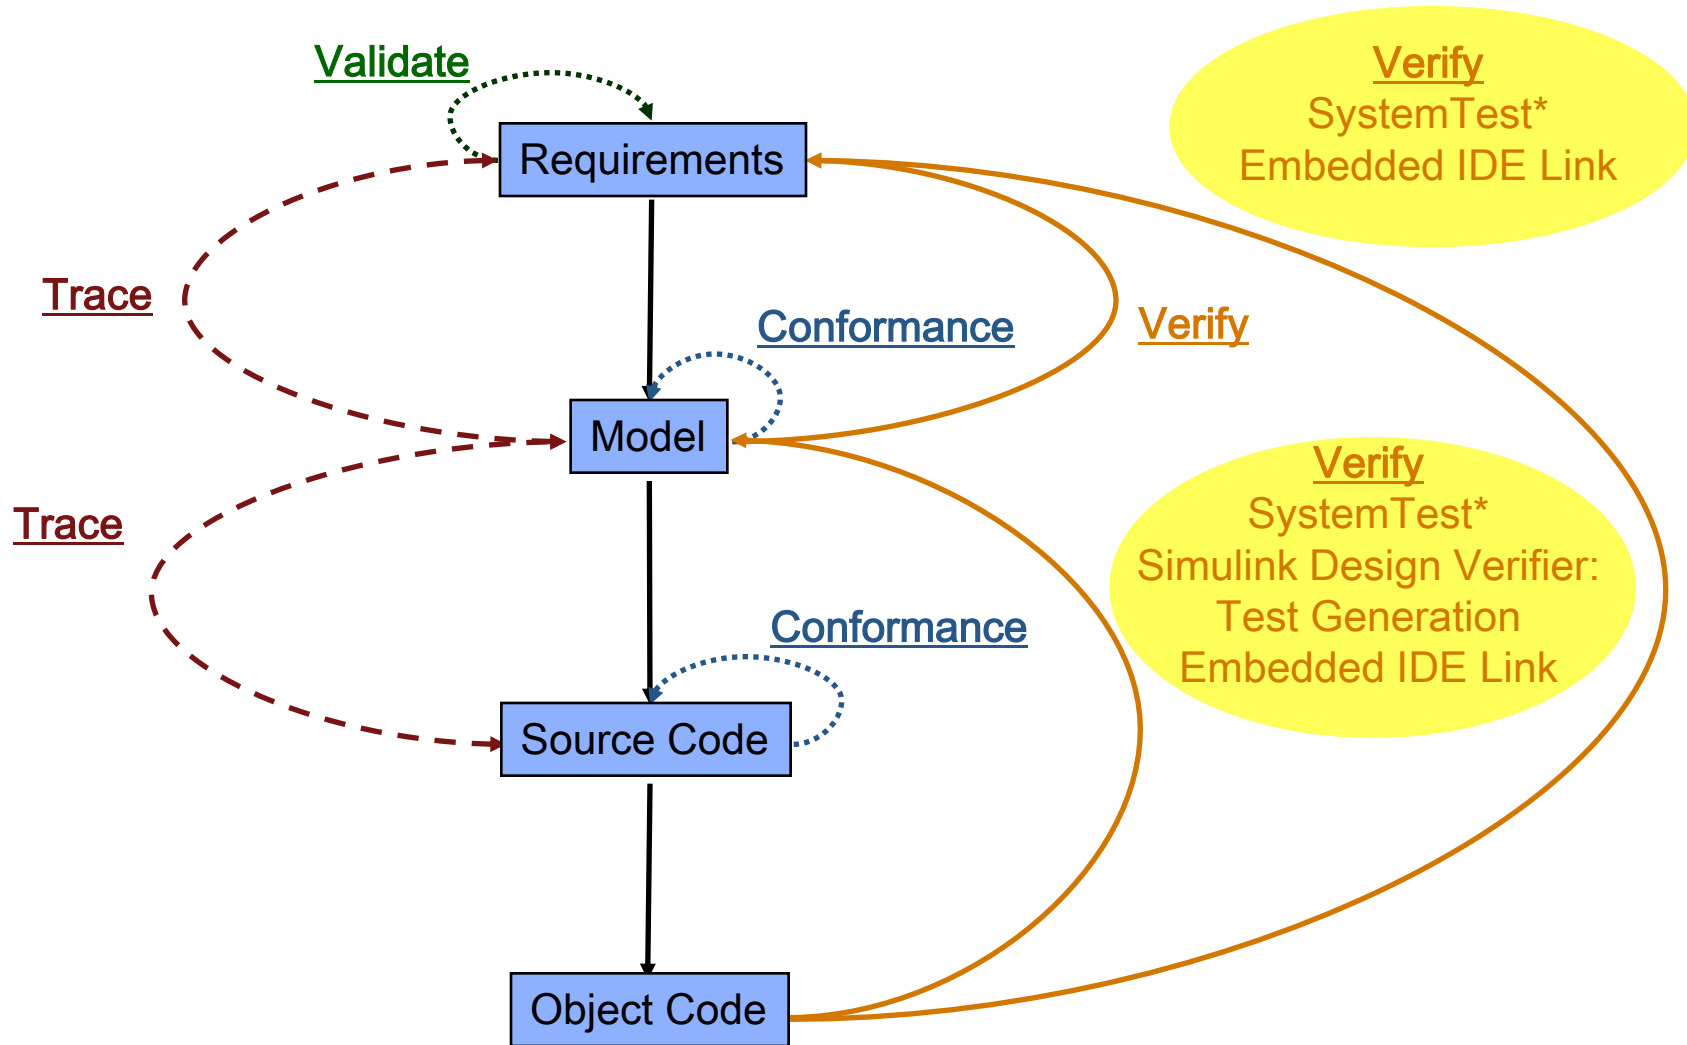 Validate
Verify
SystemTest*
Embedded IDE Link
Requirements
Trace
Conformance
Verify
Model
Verify
SystemTest*
Simulink Design Verifier:
Test Generation
Embedded IDE Link
Trace
Conformance
Source Code
Object Code